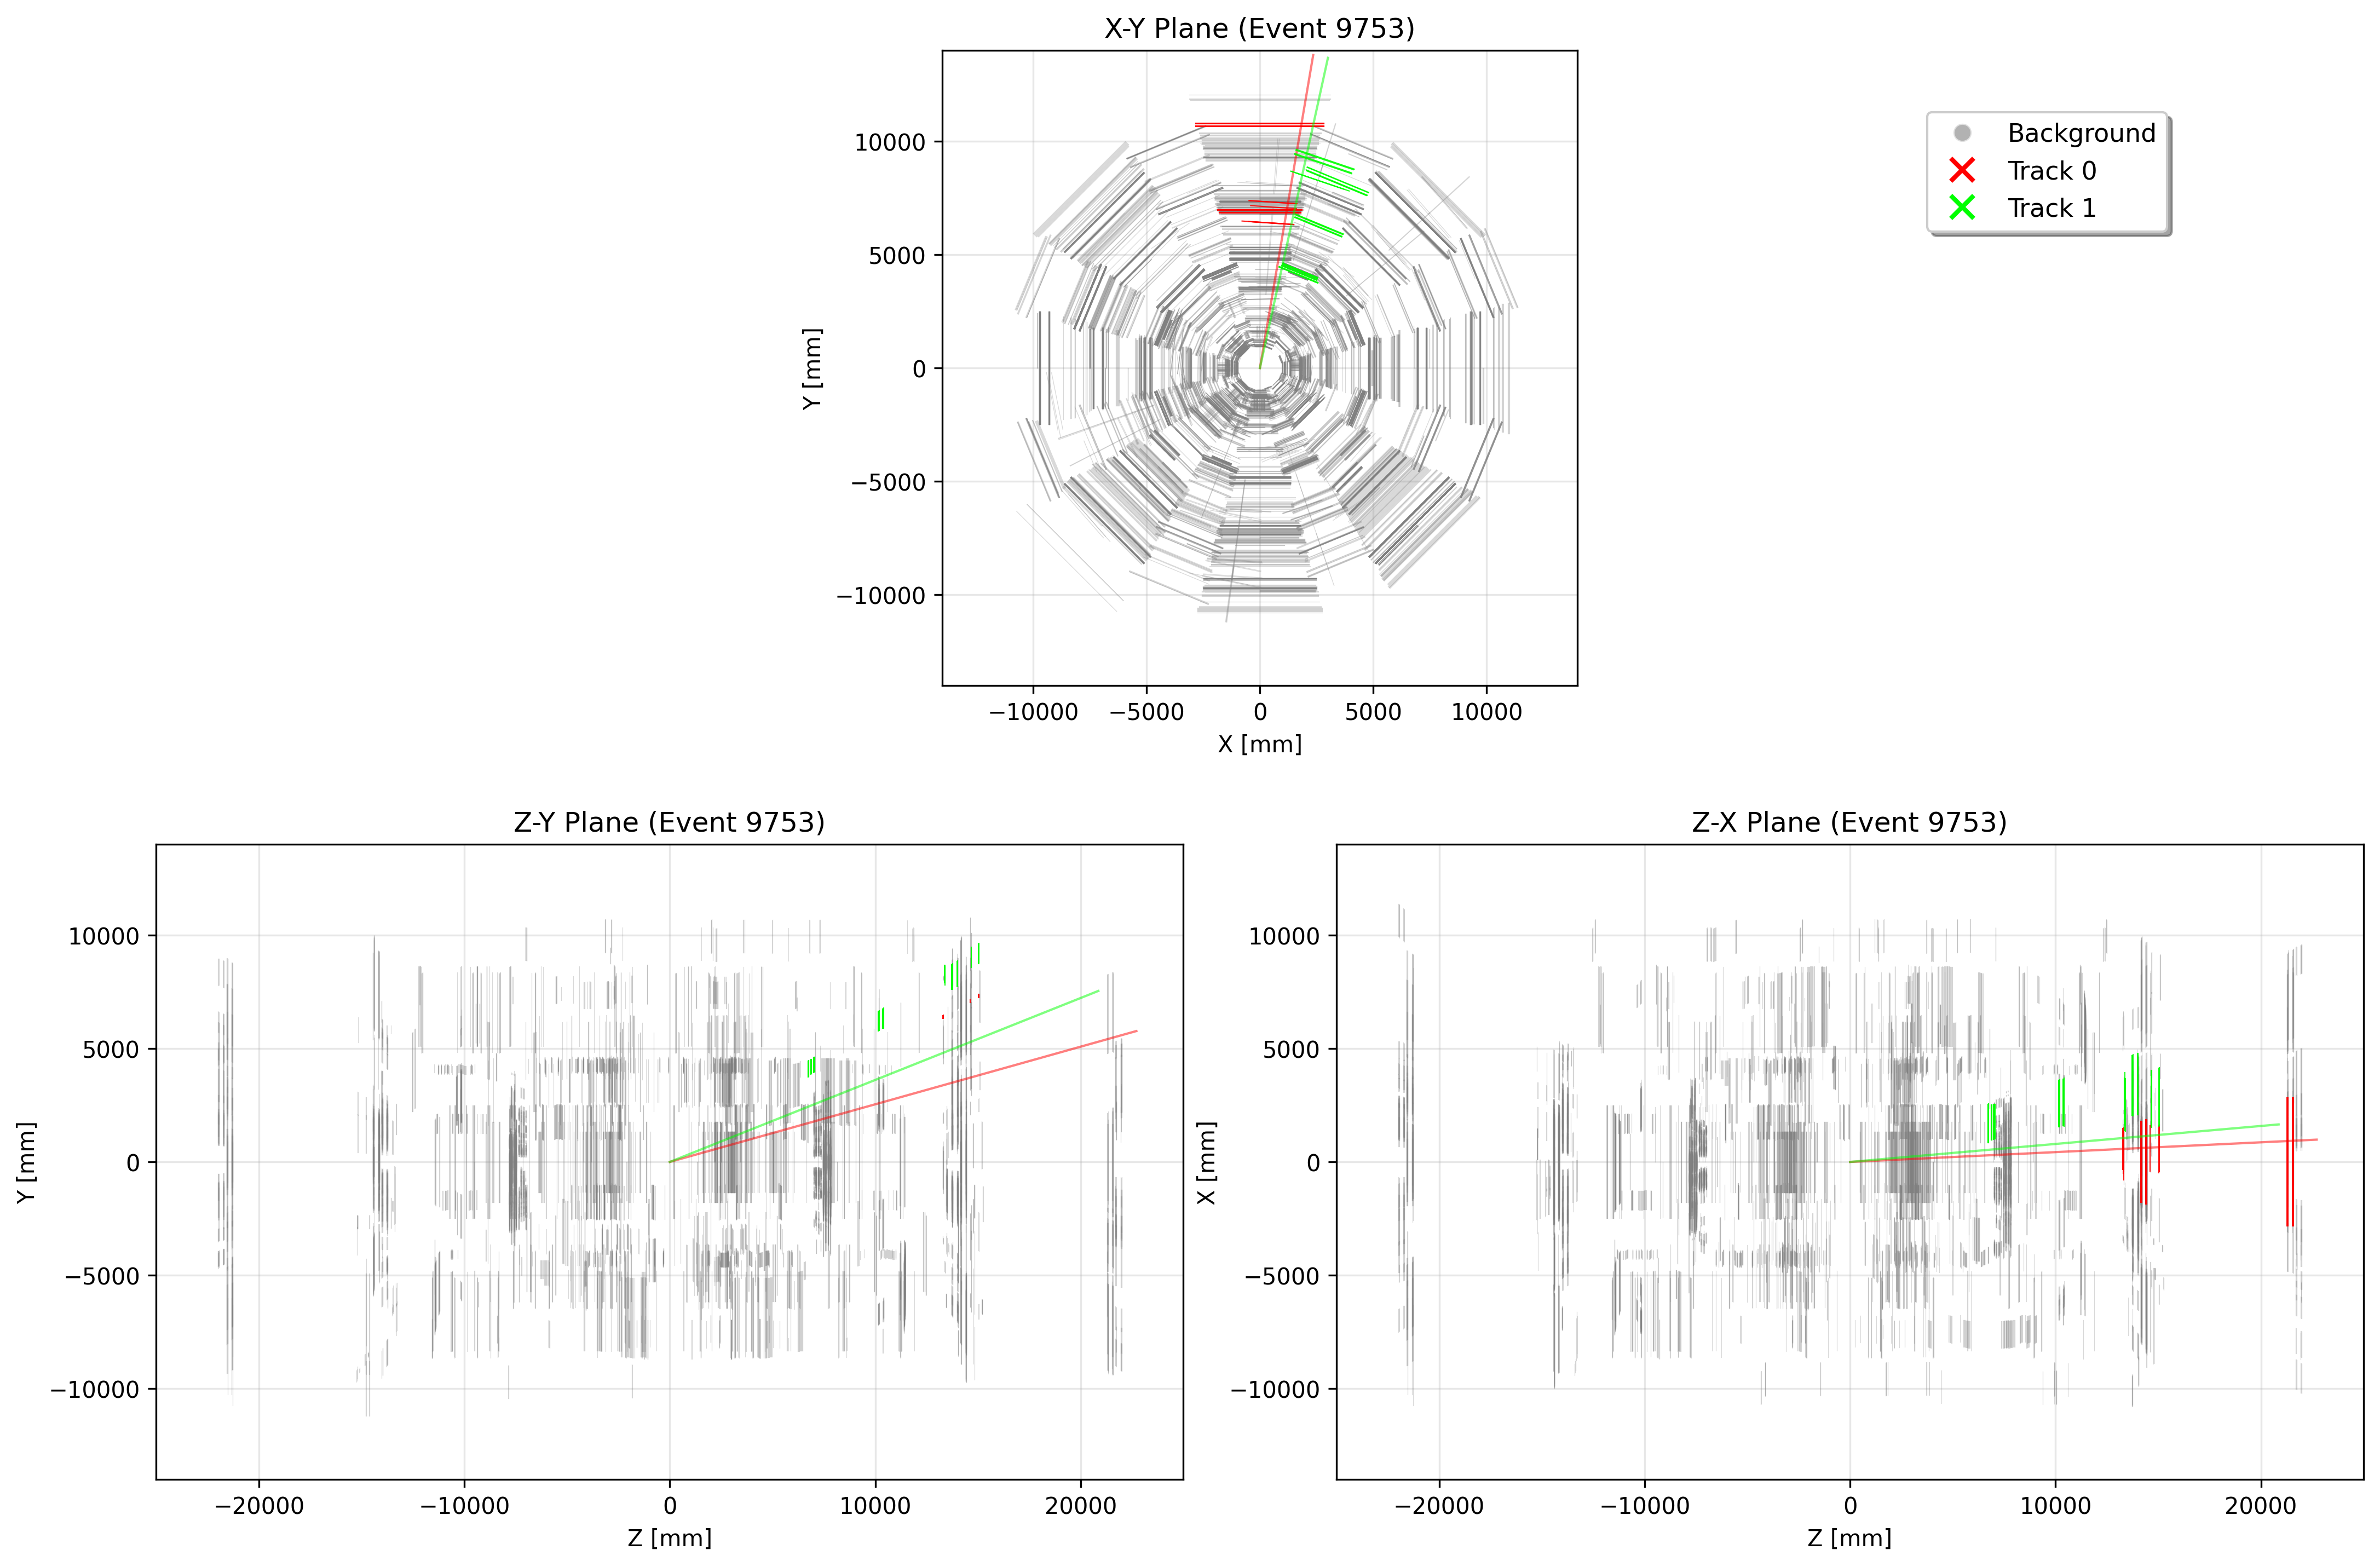 X-Y Plane (Event 9753)
Background
Track 0
Track 1
10000
5000
0
−5000
−10000
Y [mm]
−10000 −5000 0 5000 10000
X [mm]
Z-Y Plane (Event 9753)
10000
5000
0
−5000
−10000
Y [mm]
−20000 −10000 0 10000 20000
Z [mm]
Z-X Plane (Event 9753)
10000
5000
0
−5000
−10000
X [mm]
−20000 −10000 0 10000 20000
Z [mm]